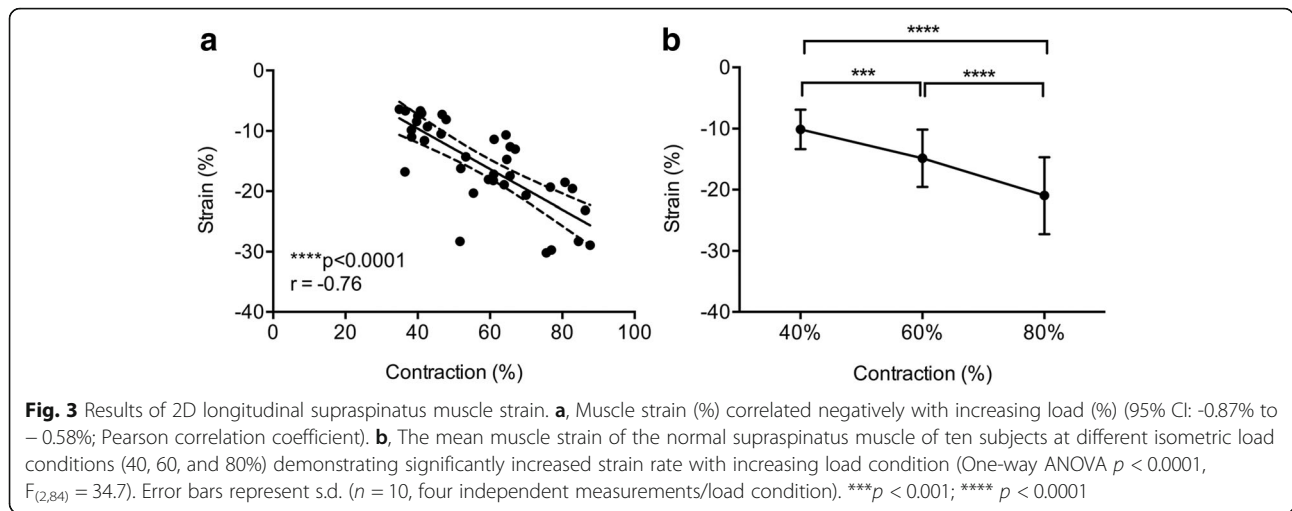 a
0
-10
-20
-30
-40
Strain (%)
****p<0.0001
r = -0.76
0 20 40 60 80 100
Contraction (%)
b
****
*** ****
0
-10
-20
-30
-40
Strain (%)
40% 60% 80%
Contraction (%)
Fig. 3 Results of 2D longitudinal supraspinatus muscle strain. a, Muscle strain (%) correlated negatively with increasing load (%) (95% CI: -0.87% to
− 0.58%; Pearson correlation coefficient). b, The mean muscle strain of the normal supraspinatus muscle of ten subjects at different isometric load
conditions (40, 60, and 80%) demonstrating significantly increased strain rate with increasing load condition (One-way ANOVA p < 0.0001,
F(2,84) = 34.7). Error bars represent s.d. (n = 10, four independent measurements/load condition). ***p < 0.001; **** p < 0.0001